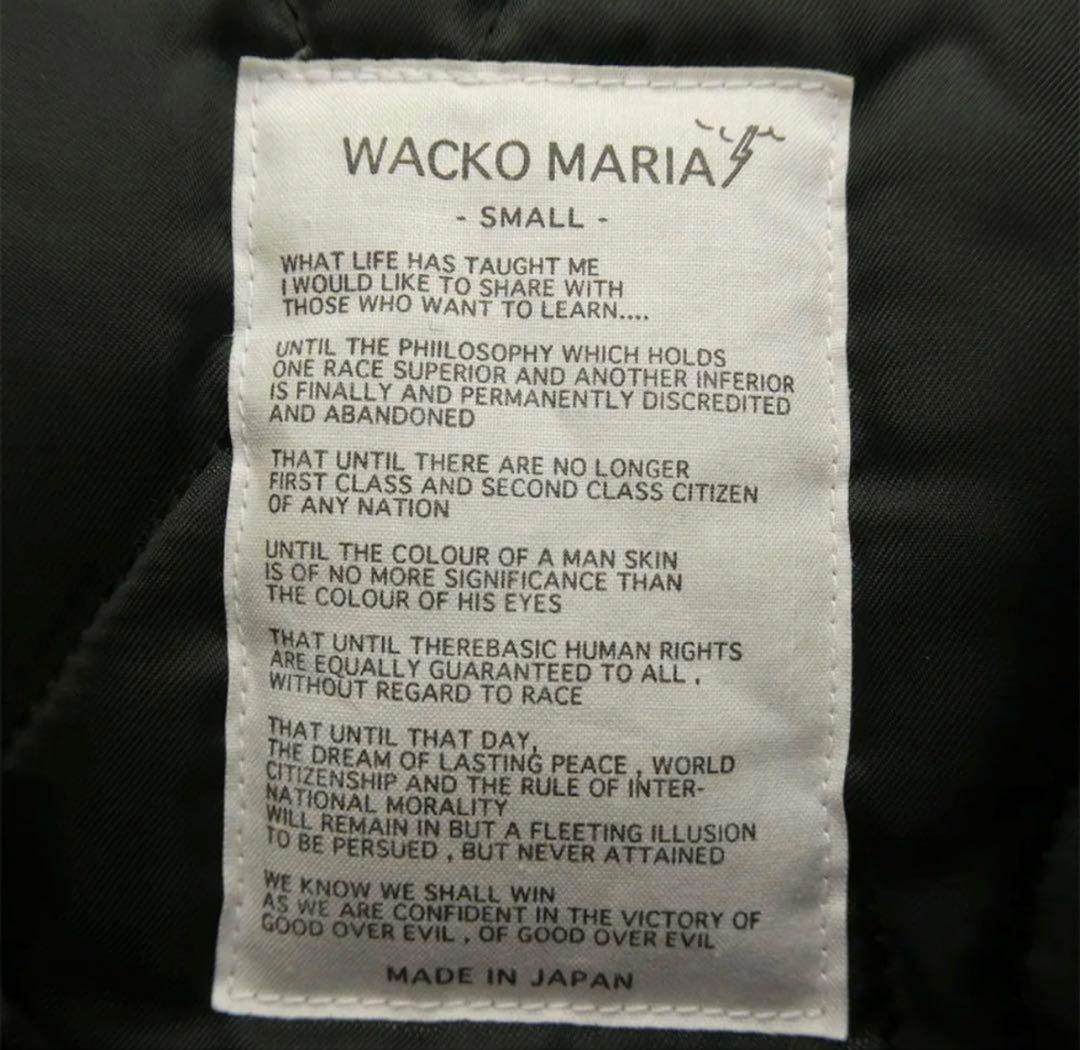 WACKO MARIA
- SMALL -
WHAT LIFE HAS TAUGHT ME
I WOULD LIKE TO SHARE WITH
THOSE WHO WANT TO LEARN....
UNTIL THE PHIILOSOPHY WHICH HOLDS
ONE RACE SUPERIOR AND ANOTHER INFERIOR
IS FINALLY AND PERMANENTLY DISCREDITED
AND ABANDONED
THAT UNTIL THERE ARE NO LONGER
FIRST CLASS AND SECOND CLASS CITIZEN
OF ANY NATION
UNTIL THE COLOUR OF A MAN SKIN
IS OF NO MORE SIGNIFICANCE THAN
THE COLOUR OF HIS EYES
THAT UNTIL THEREBASIC HUMAN RIGHTS
ARE EQUALLY GUARANTEED TO ALL ,
WITHOUT REGARD TO RACE
THAT UNTIL THAT DAY,
THE DREAM OF LASTING PEACE , WORLD
CITIZENSHIP AND THE RULE OF INTER-
NATIONAL MORALITY
WILL REMAIN IN BUT A FLEETING ILLUSION
TO BE PERSUED , BUT NEVER ATTAINED
WE KNOW WE SHALL WIN
AS WE ARE CONFIDENT IN THE VICTORY OF
GOOD OVER EVIL , OF GOOD OVER EVIL
MADE IN JAPAN